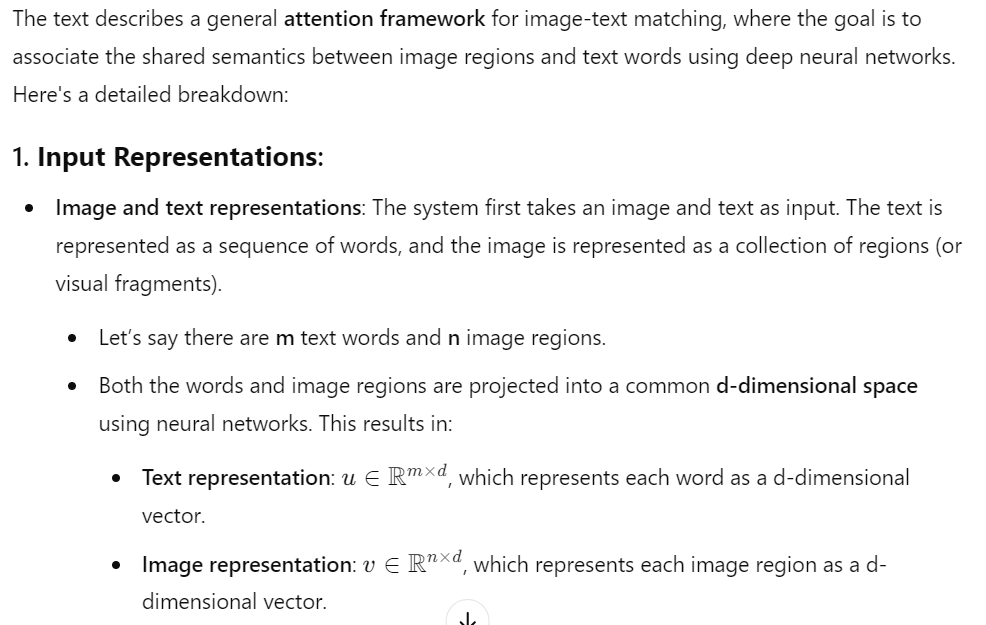 The text describes a general attention framework for image-text matching, where the goal is to
associate the shared semantics between image regions and text words using deep neural networks.
Here's a detailed breakdown:
1. Input Representations:
• Image and text representations: The system first takes an image and text as input. The text is
represented as a sequence of words, and the image is represented as a collection of regions (or
visual fragments).
• Let’s say there are m text words and n image regions.
• Both the words and image regions are projected into a common d-dimensional space
using neural networks. This results in:
• Text representation: u ∈ ℝ^{m×d}, which represents each word as a d-dimensional
vector.
• Image representation: v ∈ ℝ^{n×d}, which represents each image region as a d-
dimensional vector.